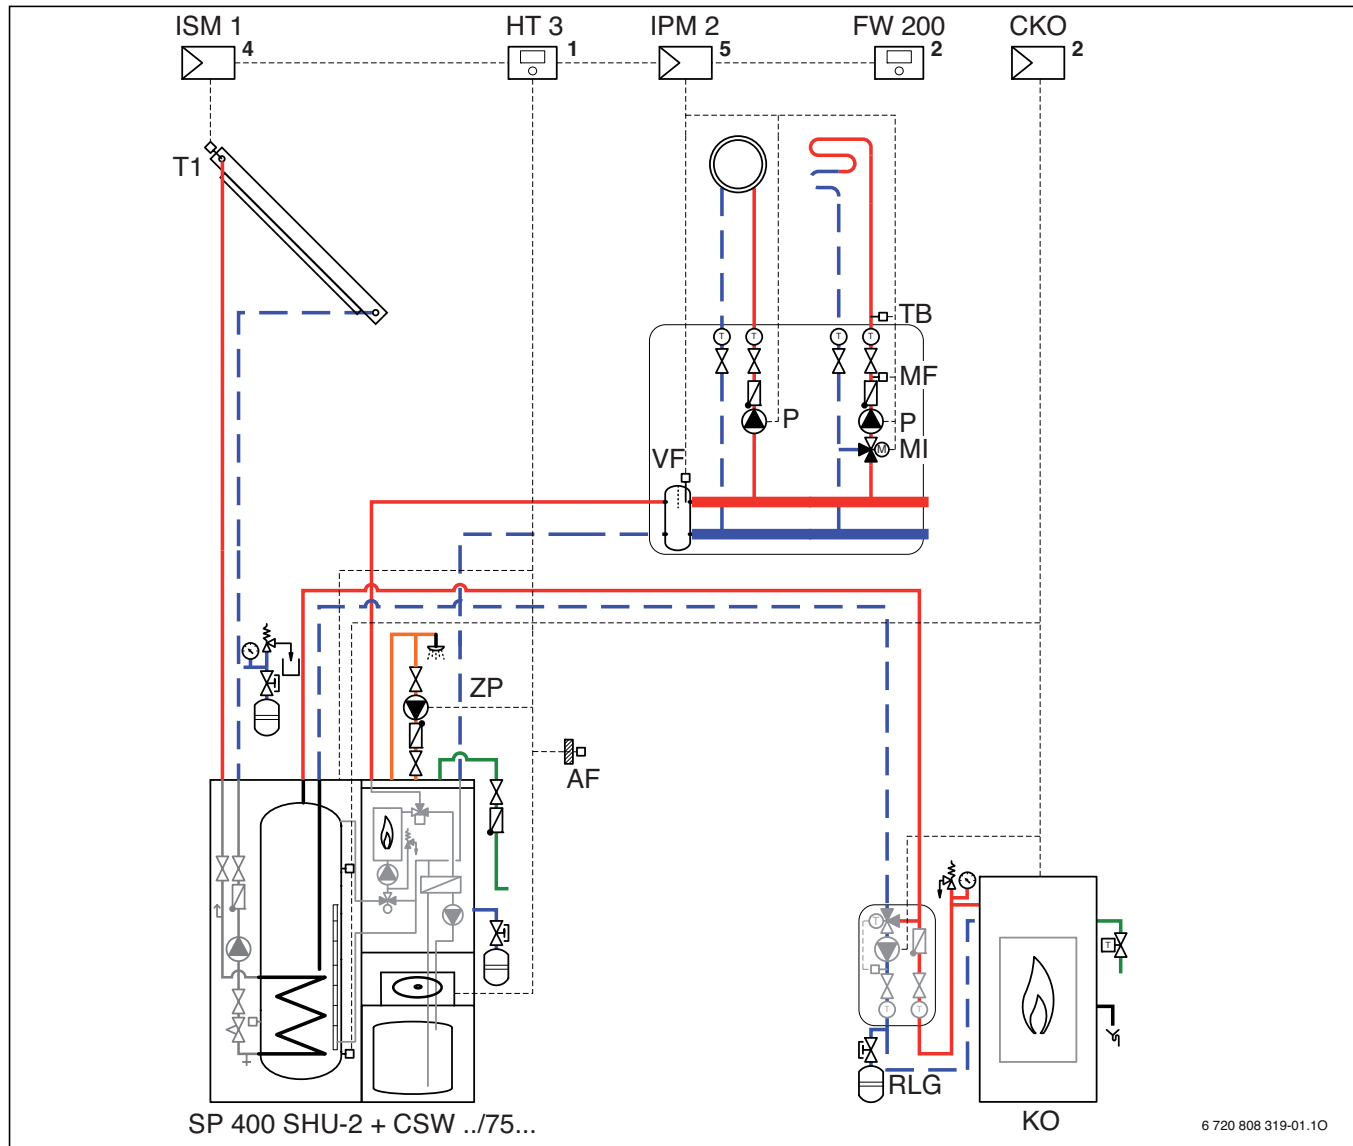 ISM 1
4
HT 3
1
IPM 2
5
FW 200
2
CKO
2
T1
TB
T
T
T
T
MF
P
P
M
MI
VF
ZP
AF
T
T
T
T
RLG
SP 400 SHU-2 + CSW ../75...
KO
6 720 808 319-01.1O